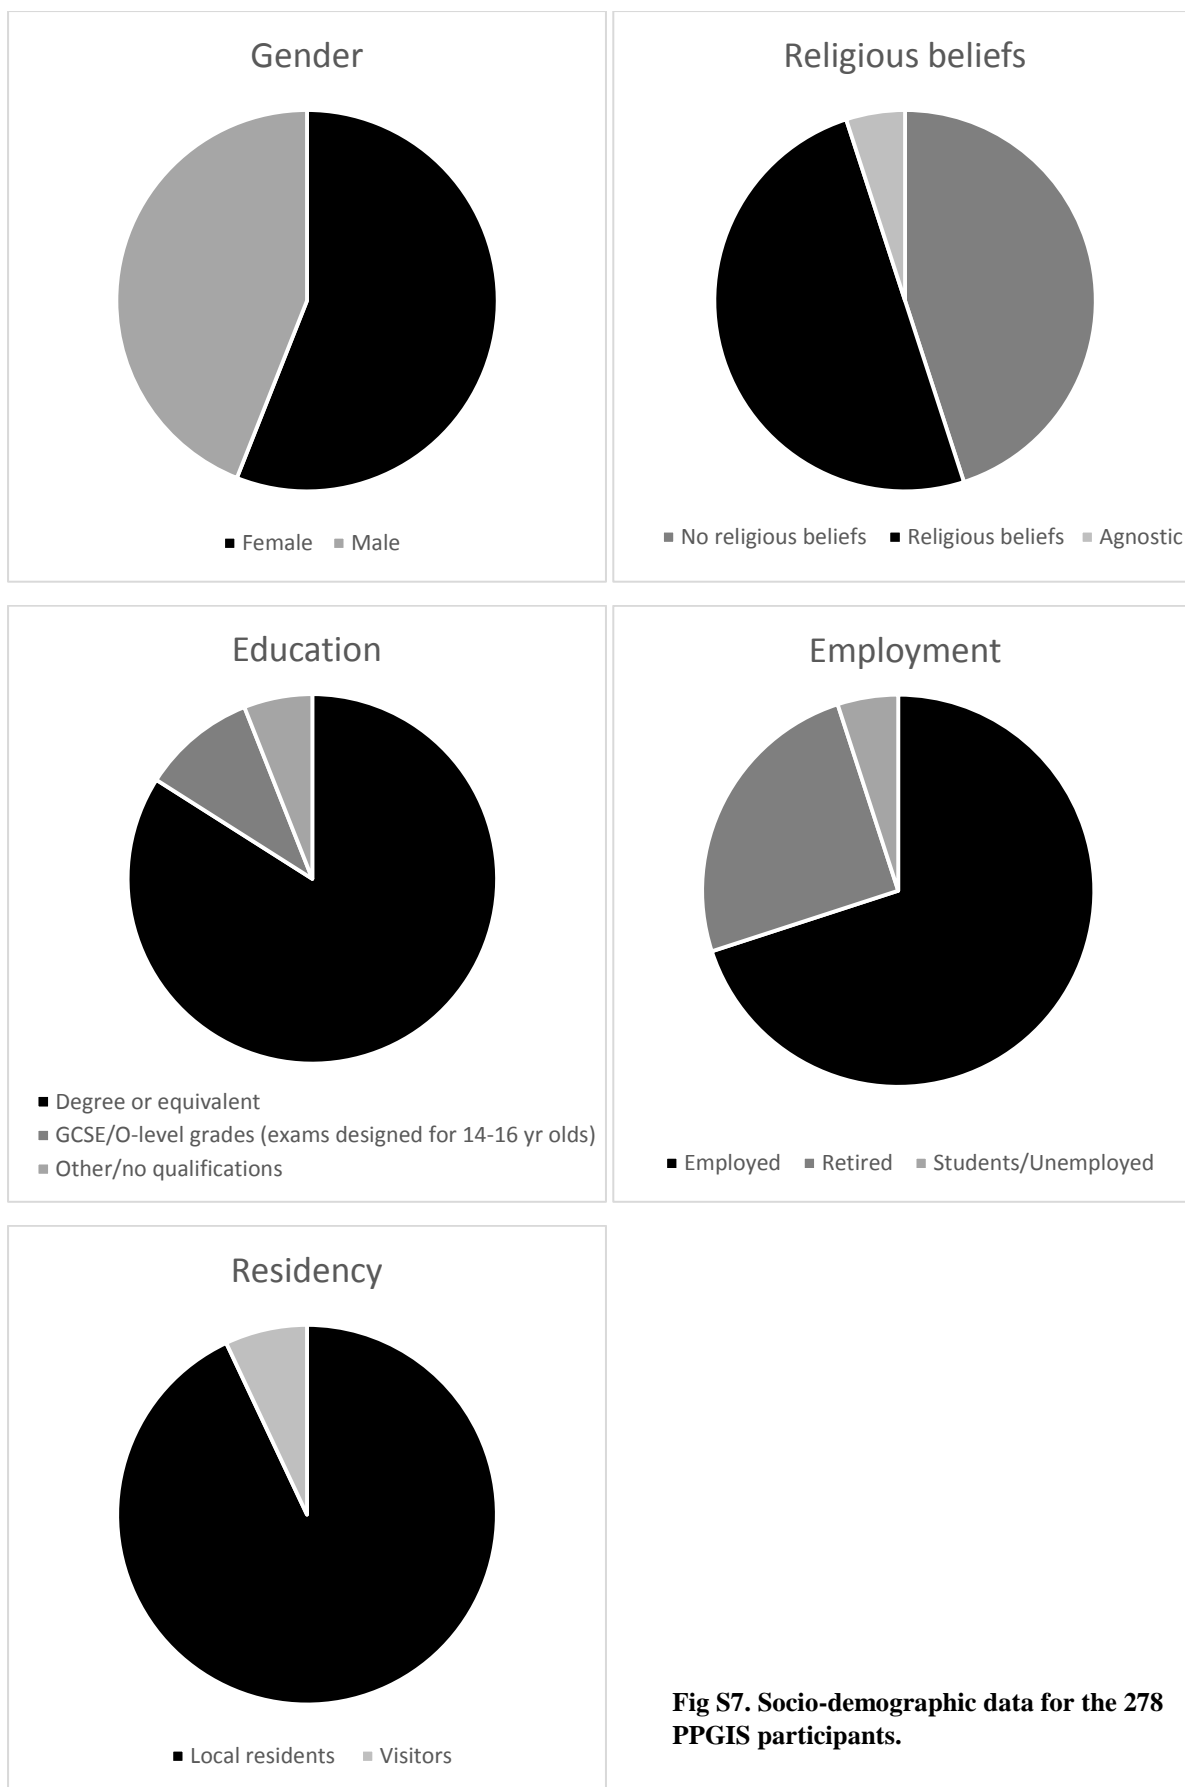 Gender
Female Male
Religious beliefs
No religious beliefs Religious beliefs Agnostic
Education
Degree or equivalent
GCSE/O-level grades (exams designed for 14-16 yr olds)
Other/no qualifications
Employment
Employed Retired Students/Unemployed
Residency
Local residents Visitors
Fig S7. Socio-demographic data for the 278
PPGIS participants.